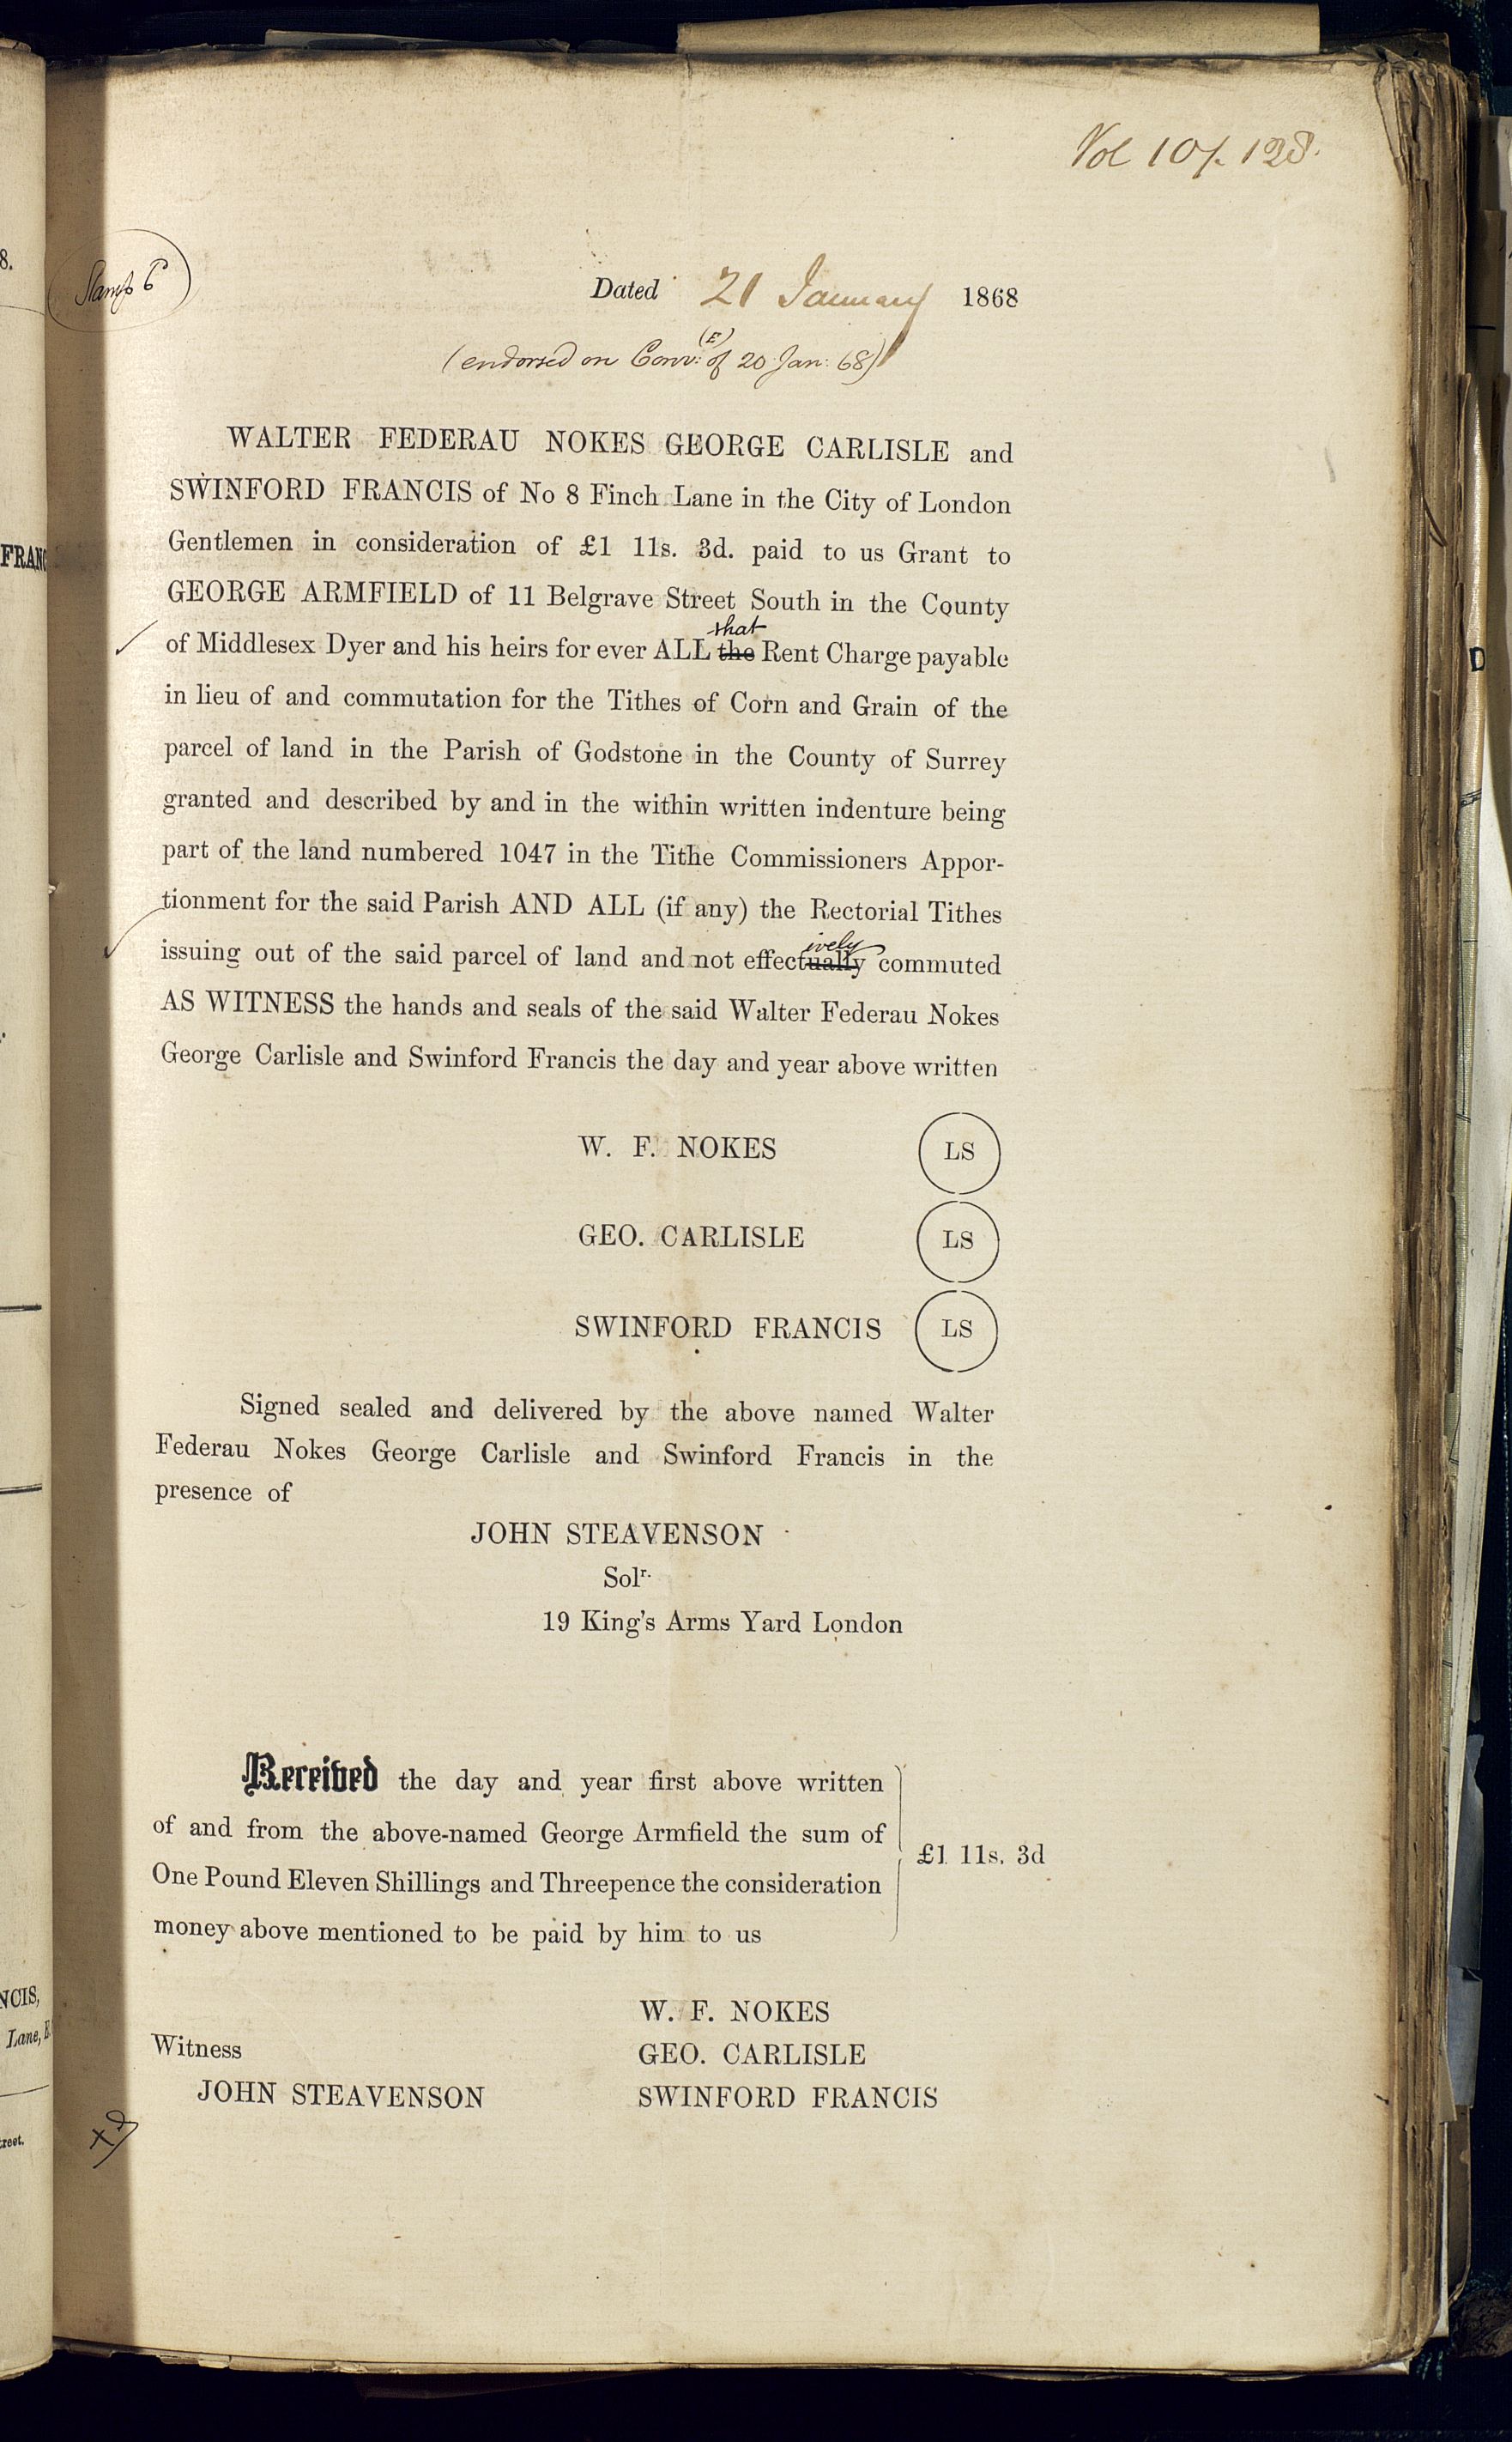 Vol 10 p. 128.
Stamp 6d
Dated 21 January 1868
(endorsed on Conv: (E) of 20 Jan: 68)
WALTER FEDERAU NOKES GEORGE CARLISLE and
SWINFORD FRANCIS of No 8 Finch Lane in the City of London
Gentlemen in consideration of £1 11s. 3d. paid to us Grant to
GEORGE ARMFIELD of 11 Belgrave Street South in the County
of Middlesex Dyer and his heirs for ever ALL the that Rent Charge payable
in lieu of and commutation for the Tithes of Corn and Grain of the
parcel of land in the Parish of Godstone in the County of Surrey
granted and described by and in the within written indenture being
part of the land numbered 1047 in the Tithe Commissioners Appor-
tionment for the said Parish AND ALL (if any) the Rectorial Tithes
issuing out of the said parcel of land and not effectually ively commuted
AS WITNESS the hands and seals of the said Walter Federau Nokes
George Carlisle and Swinford Francis the day and year above written
W. F. NOKES LS
GEO. CARLISLE LS
SWINFORD FRANCIS LS
Signed sealed and delivered by the above named Walter
Federau Nokes George Carlisle and Swinford Francis in the
presence of
JOHN STEAVENSON
Solr.
19 King's Arms Yard London
Received the day and year first above written
of and from the above-named George Armfield the sum of
£1 11s. 3d
One Pound Eleven Shillings and Threepence the consideration
money above mentioned to be paid by him to us
W. F. NOKES
Witness GEO. CARLISLE
JOHN STEAVENSON SWINFORD FRANCIS
8.
FRANC
NCIS,
Lane, E
treet.